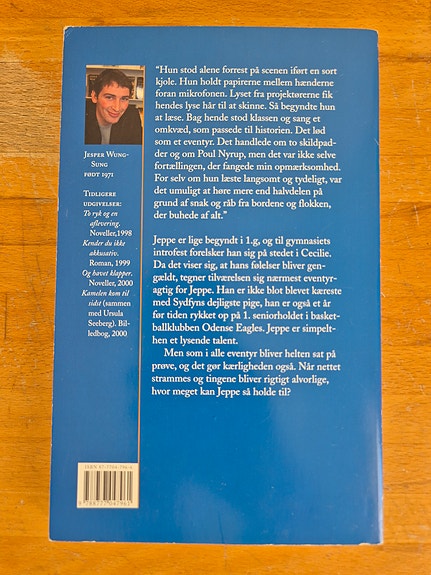 "Hun stod alene forrest på scenen iført en sort
kjole. Hun holdt papirerne mellem hænderne
foran mikrofonen. Lyset fra projektørerne fik
hendes lyse hår til at skinne. Så begyndte hun
at læse. Bag hende stod klassen og sang et
omkvæd, som passede til historien. Det lød
som et eventyr. Det handlede om to skildpad-
der og om Poul Nyrup, men det var ikke selve
fortællingen, der fangede min opmærksomhed.
For selv om hun læste langsomt og tydeligt, var
det umuligt at høre mere end halvdelen på
grund af snak og råb fra bordene og flokken,
der buhede af alt."
Jeppe er lige begyndt i 1.g, og til gymnasiets
introfest forelsker han sig på stedet i Cecilie.
Da det viser sig, at hans følelser bliver gen-
gældt, tegner tilværelsen sig nærmest eventyr-
agtig for Jeppe. Han er ikke blot blevet kæreste
med Sydfyns dejligste pige, han er også et år
før tiden rykket op på 1. seniorholdet i basket-
ballklubben Odense Eagles. Jeppe er simpelt-
hen et lysende talent.
Men som i alle eventyr bliver helten sat på
prøve, og det gør kærligheden også. Når nettet
strammes og tingene bliver rigtigt alvorlige,
hvor meget kan Jeppe så holde til?
Jesper Wung-
Sung
født 1971
Tidligere
udgivelser:
To ryk og en
aflevering.
Noveller,1998
Kender du ikke
akkusativ.
Roman, 1999
Og havet klapper.
Noveller, 2000
Kamelen kom til
tidt (sammen
med Ursula
Seeberg). Bil-
ledbog, 2000